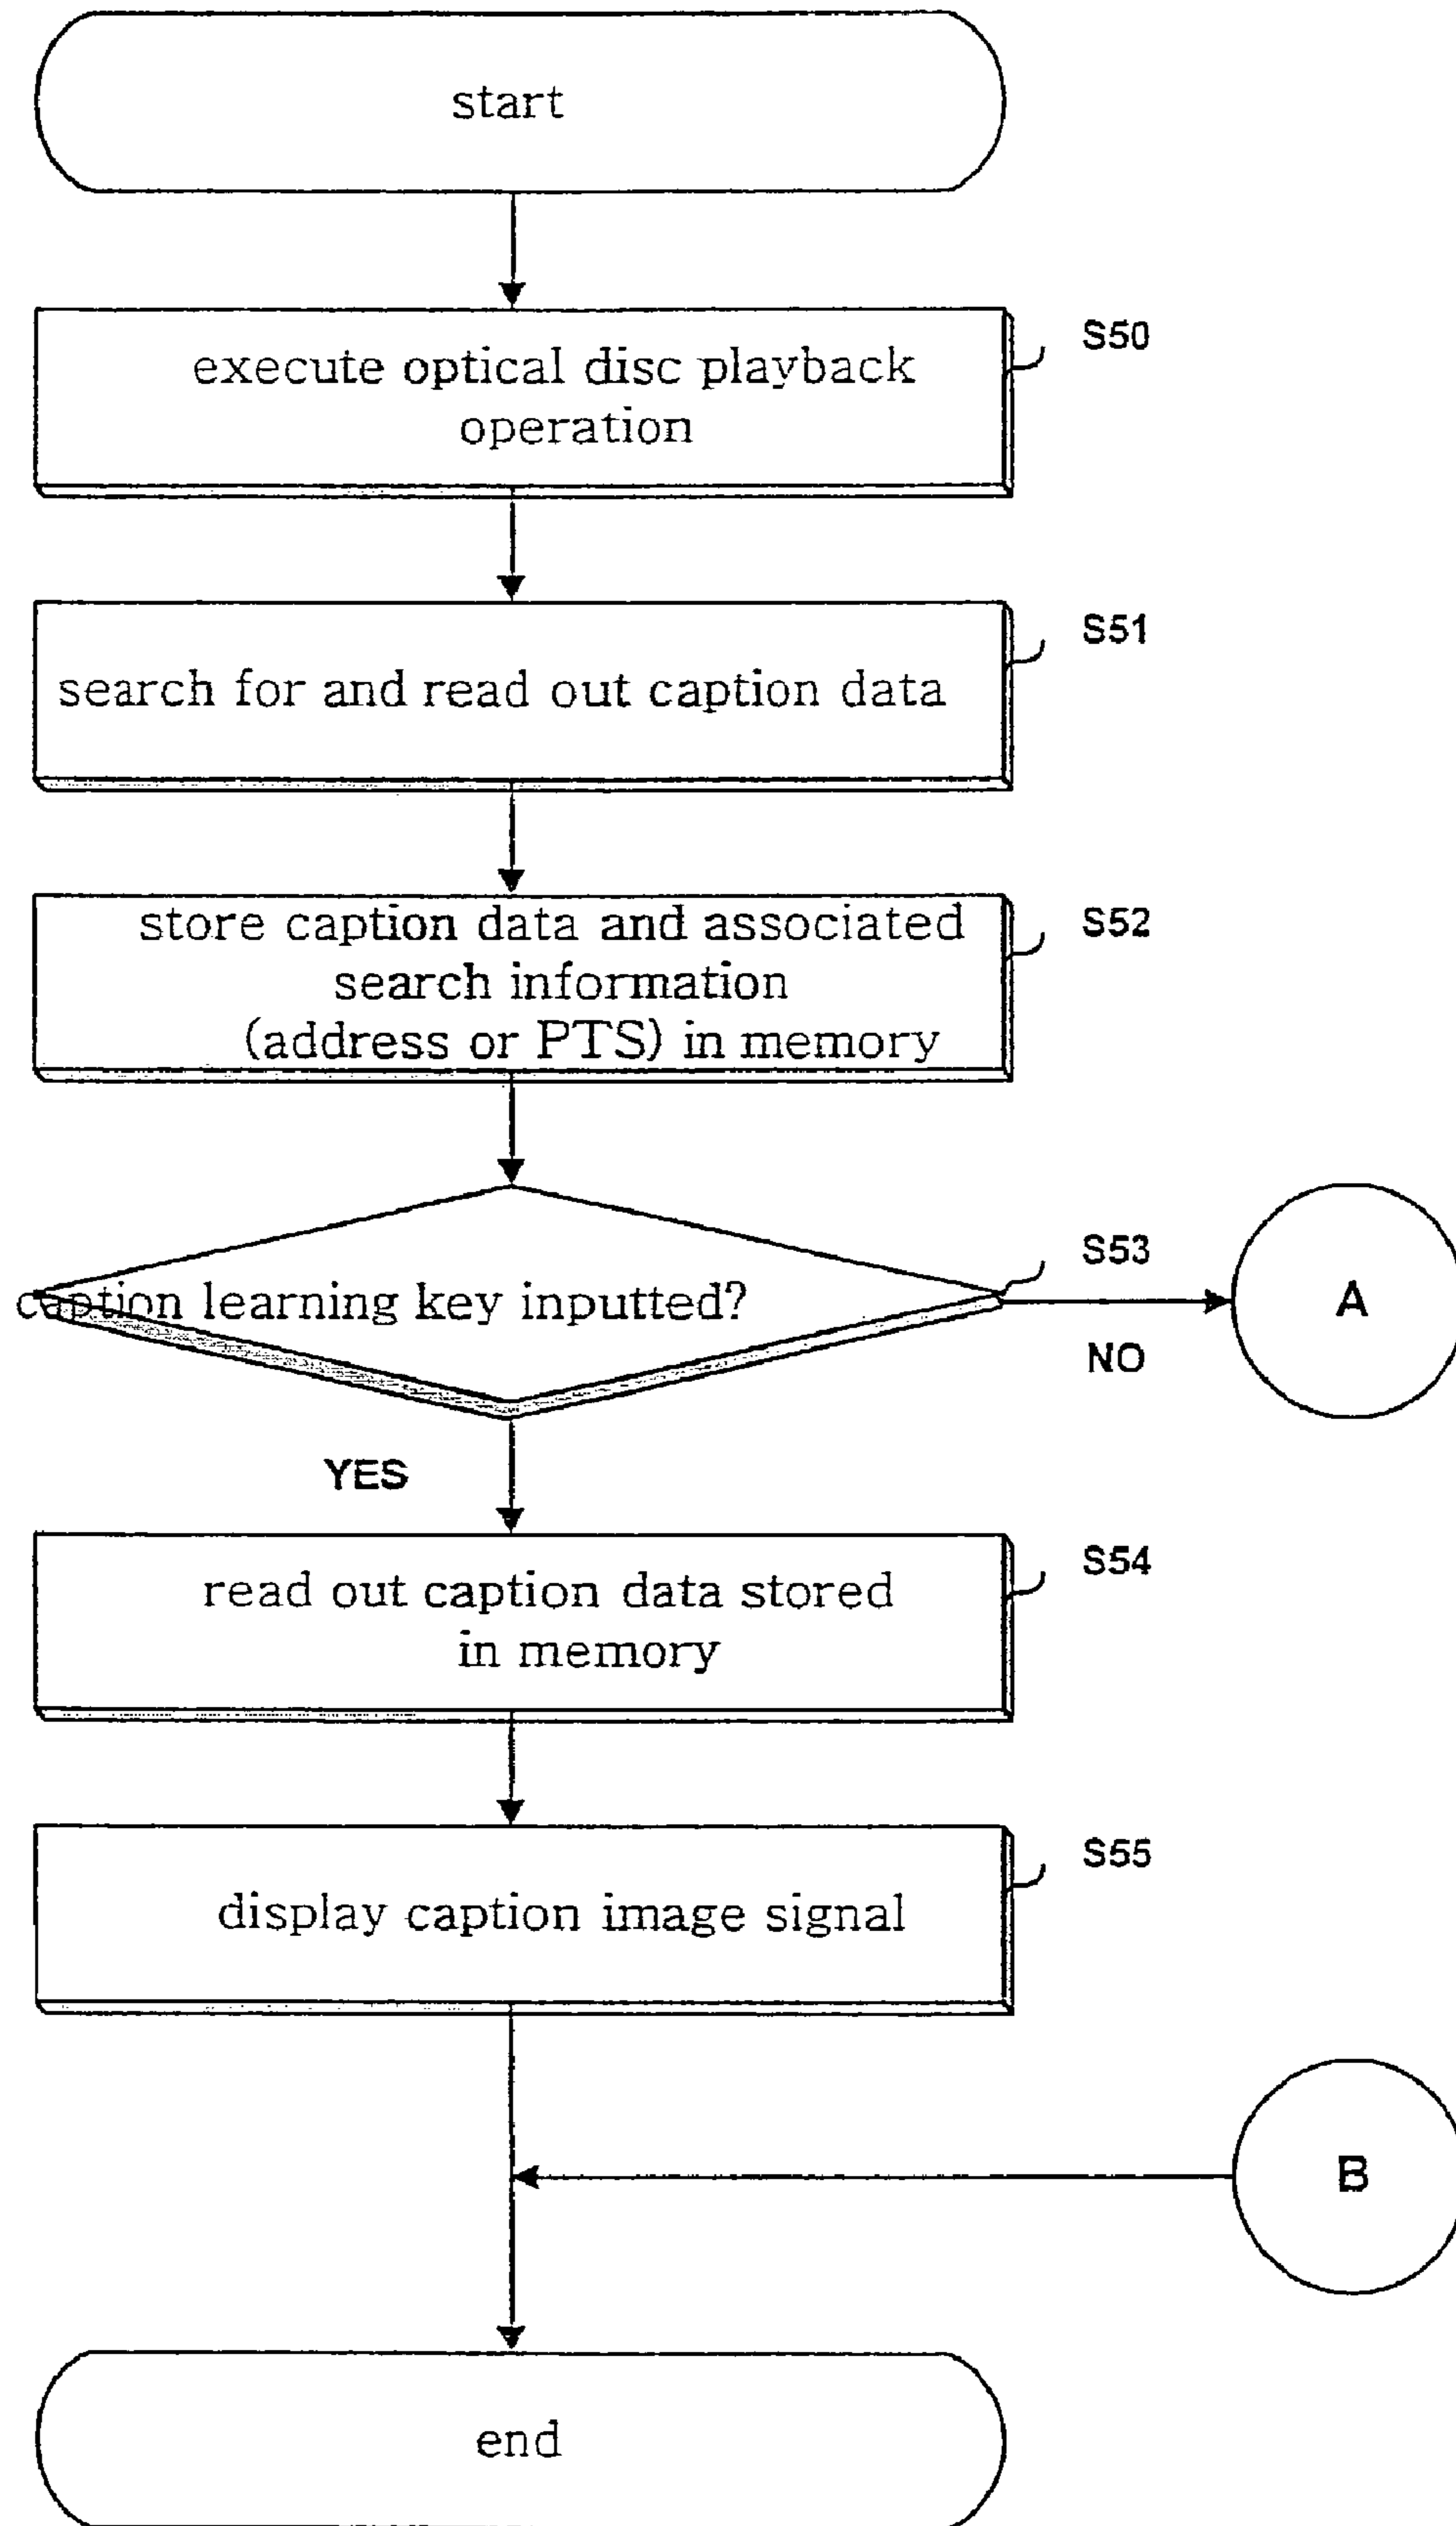 start
S50
execute optical disc playback
operation
S51
search for and read out caption data
S52
store caption data and associated
search information
(address or PTS) in memory
S53
caption learning key inputted?
A
NO
YES
S54
read out caption data stored
in memory
S55
display caption image signal
B
end